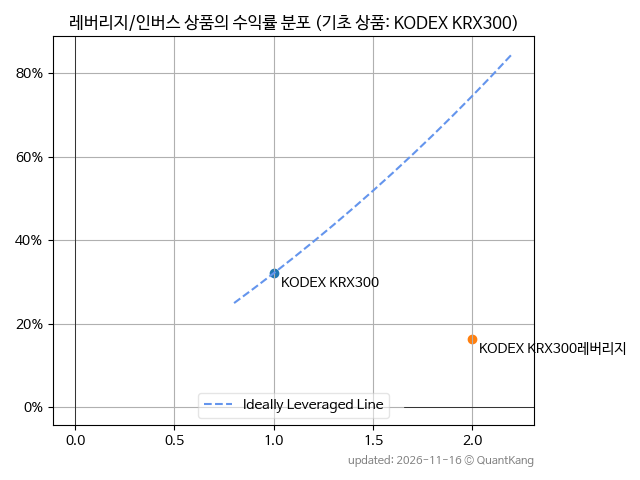 레버리지/인버스 상품의 수익률 분포 (기초 상품: KODEX KRX300)
80%
60%
40%
20%
0%
KODEX KRX300
KODEX KRX300레버리지
Ideally Leveraged Line
0.0 0.5 1.0 1.5 2.0
updated: 2026-11-16 © QuantKang